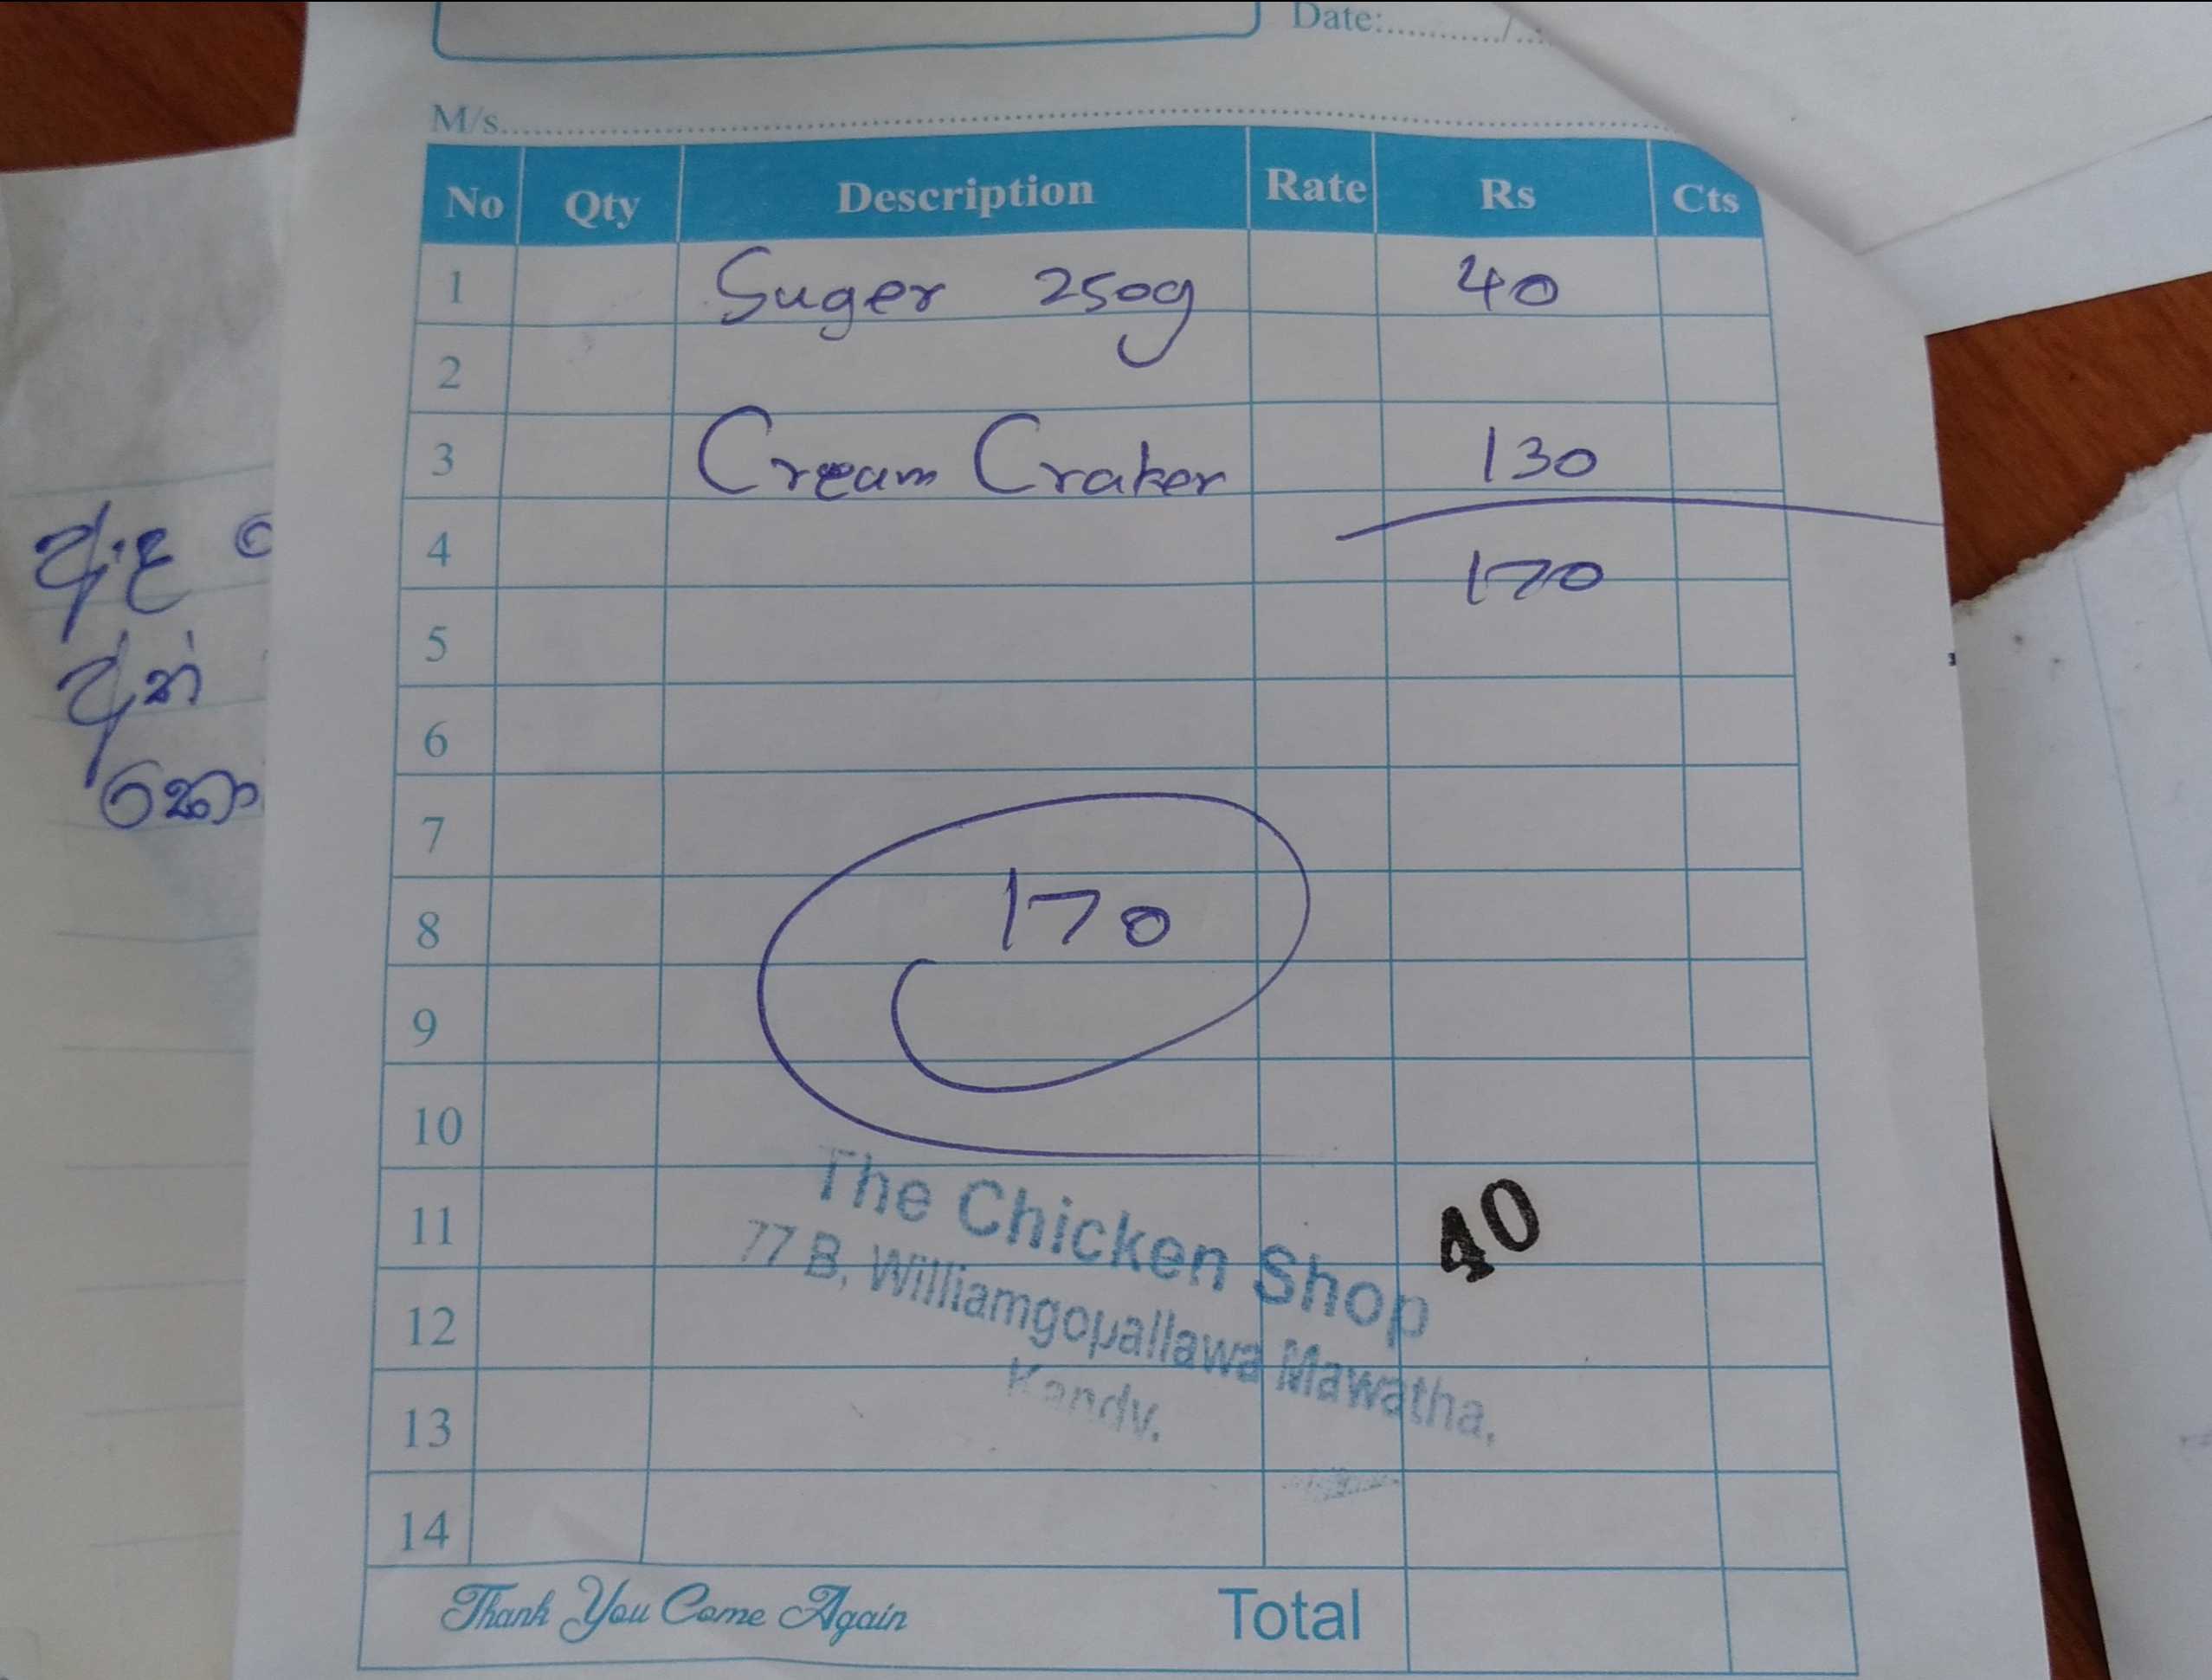 Date:............/....
M/s.
No Qty Description Rate Rs Cts
1 Suger 250g 40
2
3 Cream Craker 130
4 170
5
6
7
8 170
9
10
11
12
13
14
The Chicken Shop
77 B, Williamgopallawa Mawatha,
Kandy.
40
Thank You Come Again Total